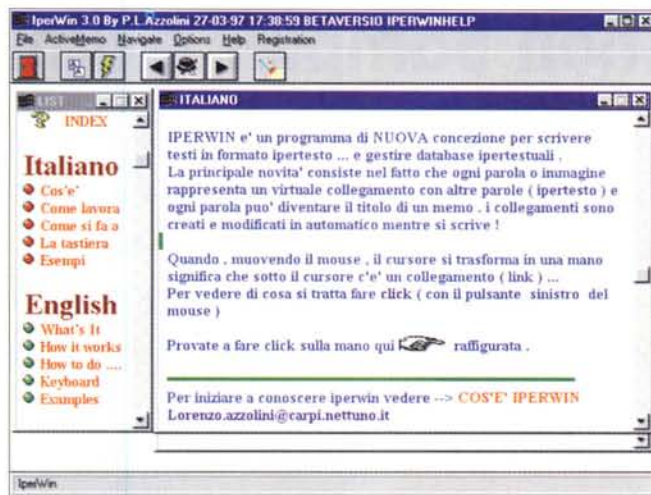 IperWin 3.0 By P.L.Azzolini 27-03-97 17:38:59 BETAVERSIO IPERWINHELP
File ActiveMemo Navigate Options Help Registration
LIST
INDEX
Italiano
Cos'e'
Come lavora
Come si fa a
La tastiera
Esempi
English
What's It
How it works
How to do ....
Keyboard
Examples
ITALIANO
IPERWIN e' un programma di NUOVA concezione per scrivere
testi in formato ipertesto ... e gestire database ipertestuali .
La principale novita' consiste nel fatto che ogni parola o immagine
rappresenta un virtuale collegamento con altre parole ( ipertesto ) e
ogni parola puo' diventare il titolo di un memo . i collegamenti sono
creati e modificati in automatico mentre si scrive !
Quando , muovendo il mouse , il cursore si trasforma in una mano
significa che sotto il cursore c'e' un collegamento ( link ) ...
Per vedere di cosa si tratta fare click ( con il pulsante sinistro del
mouse )
Provate a fare click sulla mano qui raffigurata .
Per iniziare a conoscere iperwin vedere --> COS'E' IPERWIN
Lorenzo.azzolini@carpi.nettuno.it
IperWin